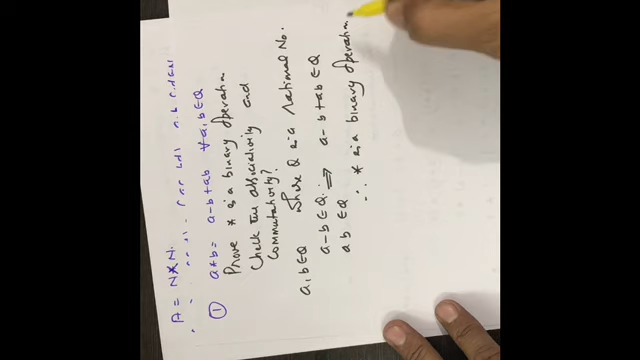 A = N×N.
① a*b = a-b+ab ∀ a,b ∈ Q
Prove * is a binary operation
Check the associativity and
Commutativity?
a,b ∈ Q where Q is a rational No.
a-b ∈ Q. ⟹ a-b+ab ∈ Q
ab ∈ Q
∴ * is a binary operation.